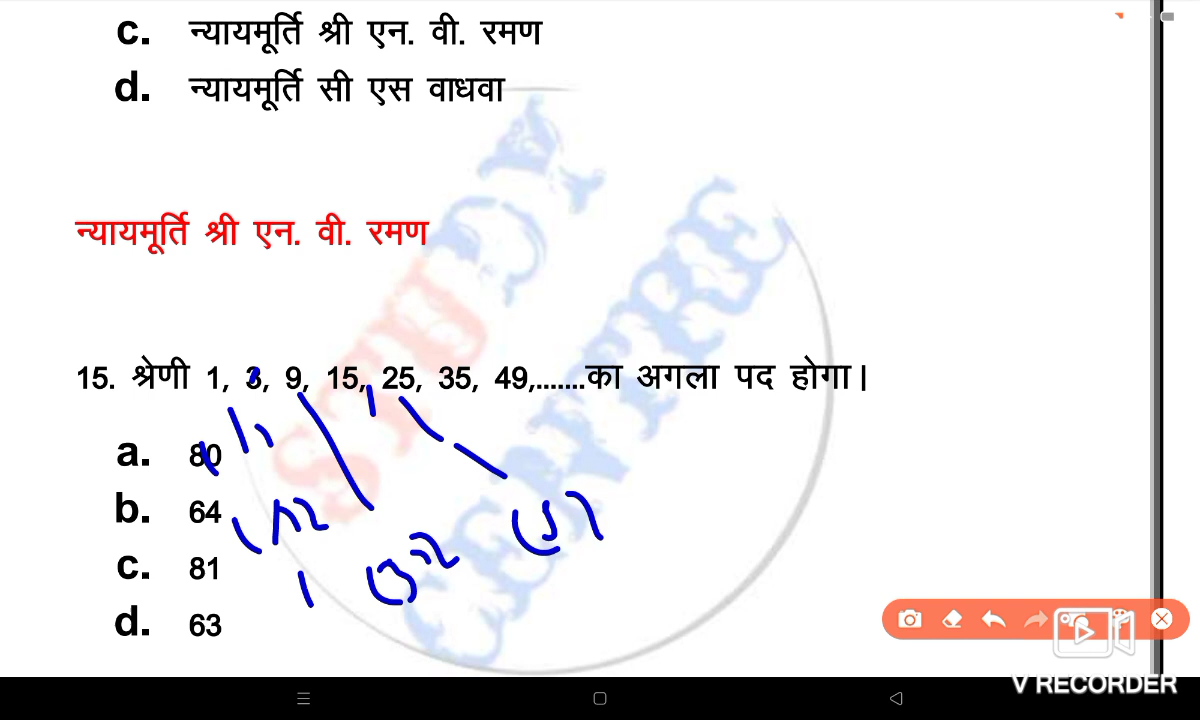 c. न्यायमूर्ति श्री एन. वी. रमण
d. न्यायमूर्ति सी एस वाधवा
न्यायमूर्ति श्री एन. वी. रमण
15. श्रेणी 1, 3, 9, 15, 25, 35, 49,.......का अगला पद होगा।
a. 80
b. 64
c. 81
d. 63
V RECORDER